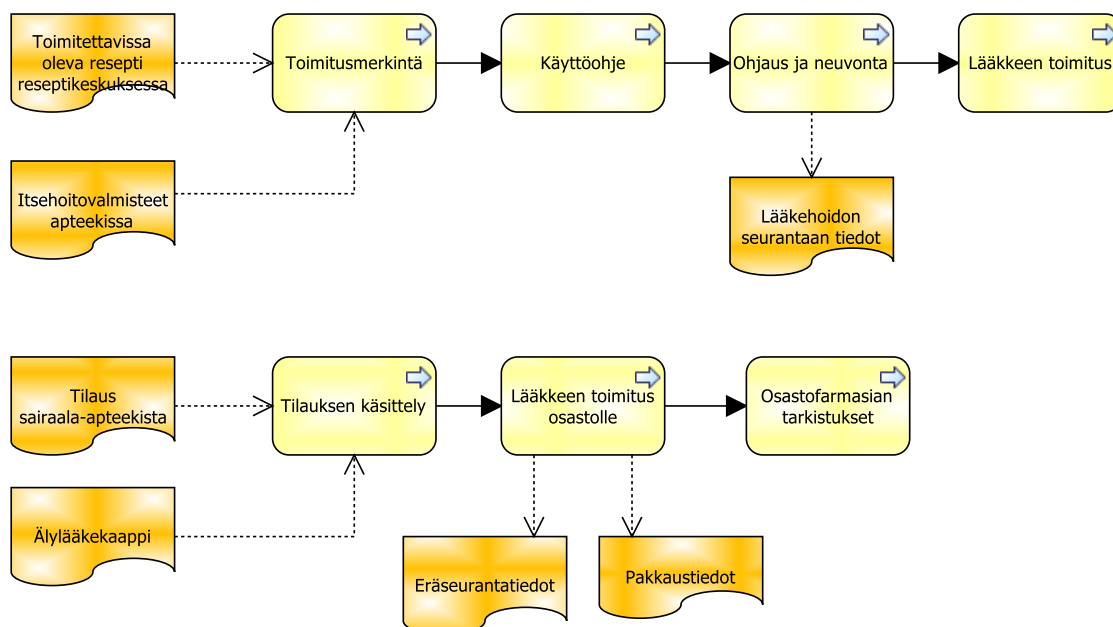 Toimitettavissa
oleva resepti
reseptikeskuksessa
Toimitusmerkintä
Käyttöohje
Ohjaus ja neuvonta
Lääkkeen toimitus
Itsehoitovalmisteet
apteekissa
Lääkehoidon
seurantaan tiedot
Tilaus
sairaala-apteekista
Tilauksen käsittely
Lääkkeen toimitus
osastolle
Osastofarmasian
tarkistukset
Älylääkekaappi
Eräseurantatiedot
Pakkaustiedot